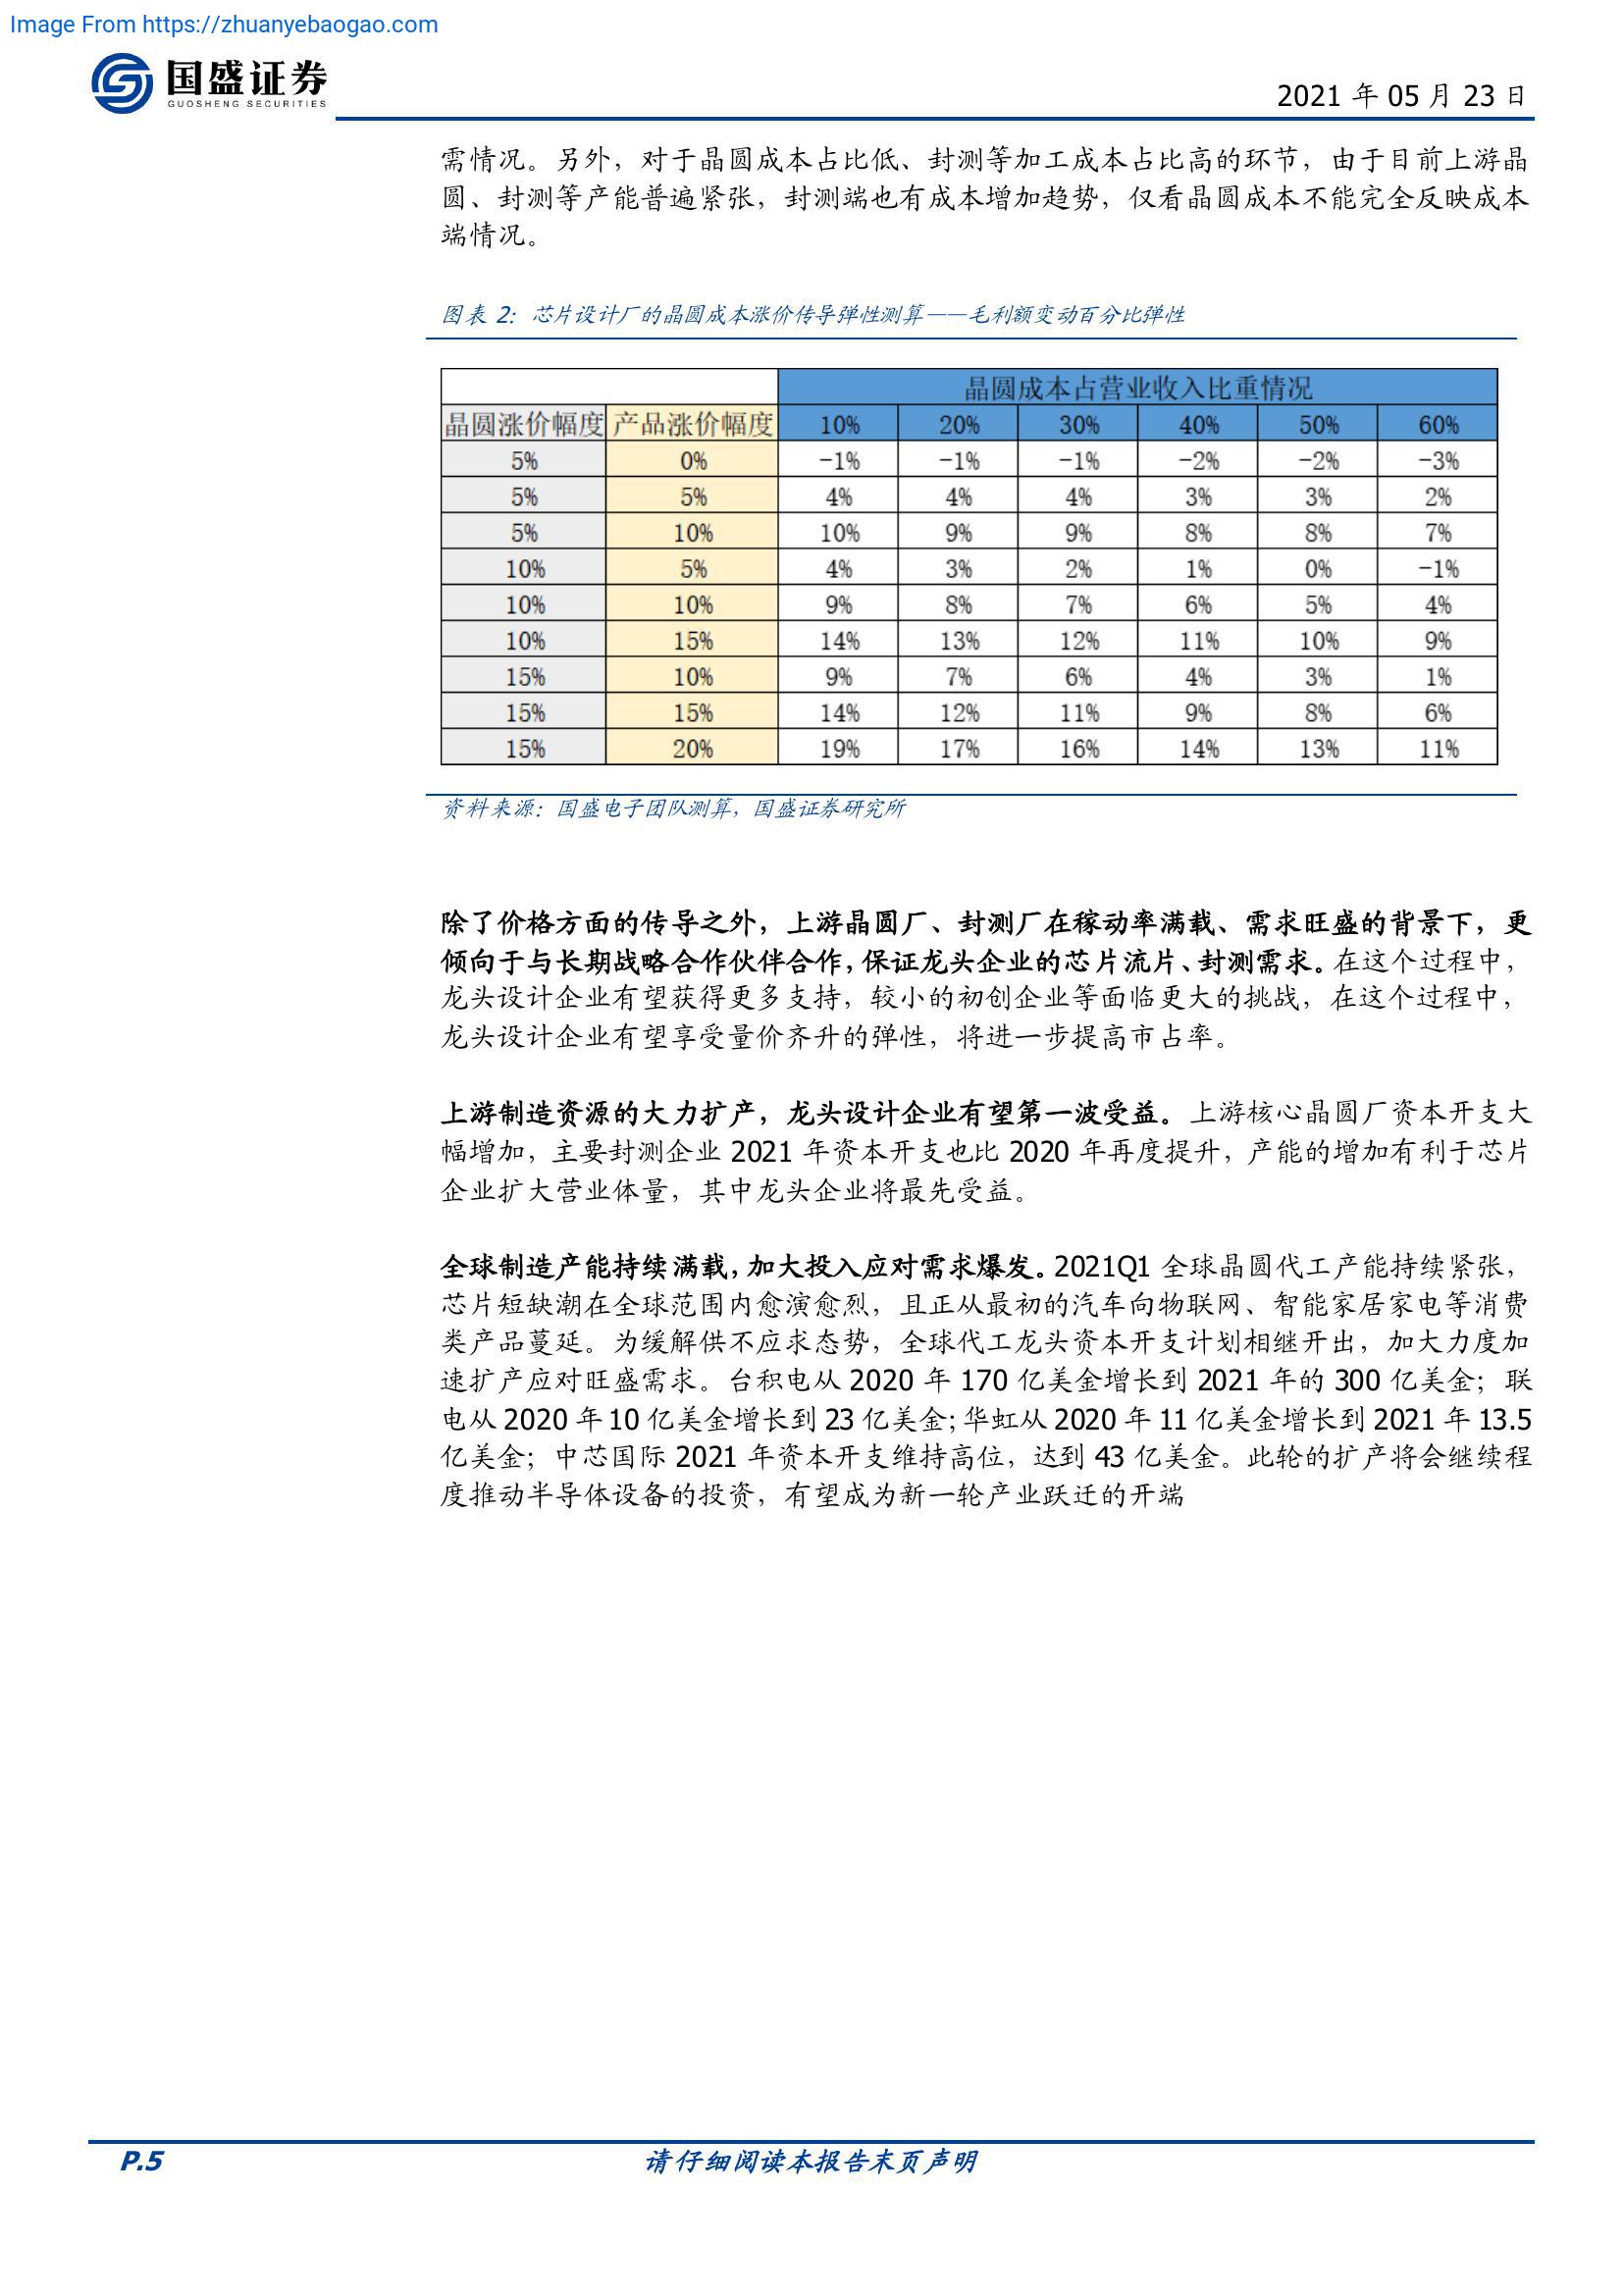 Image From https://zhuanyebaogao.com
国盛证券
GUOSHENG SECURITIES
2021 年 05 月 23 日
需情况。另外，对于晶圆成本占比低、封测等加工成本占比高的环节，由于目前上游晶
圆、封测等产能普遍紧张，封测端也有成本增加趋势，仅看晶圆成本不能完全反映成本
端情况。
图表 2：芯片设计厂的晶圆成本涨价传导弹性测算——毛利额变动百分比弹性
晶圆成本占营业收入比重情况
晶圆涨价幅度 产品涨价幅度 10% 20% 30% 40% 50% 60%
5% 0% -1% -1% -1% -2% -2% -3%
5% 5% 4% 4% 4% 3% 3% 2%
5% 10% 10% 9% 9% 8% 8% 7%
10% 5% 4% 3% 2% 1% 0% -1%
10% 10% 9% 8% 7% 6% 5% 4%
10% 15% 14% 13% 12% 11% 10% 9%
15% 10% 9% 7% 6% 4% 3% 1%
15% 15% 14% 12% 11% 9% 8% 6%
15% 20% 19% 17% 16% 14% 13% 11%
资料来源：国盛电子团队测算，国盛证券研究所
除了价格方面的传导之外，上游晶圆厂、封测厂在稼动率满载、需求旺盛的背景下，更
倾向于与长期战略合作伙伴合作，保证龙头企业的芯片流片、封测需求。在这个过程中，
龙头设计企业有望获得更多支持，较小的初创企业等面临更大的挑战，在这个过程中，
龙头设计企业有望享受量价齐升的弹性，将进一步提高市占率。
上游制造资源的大力扩产，龙头设计企业有望第一波受益。上游核心晶圆厂资本开支大
幅增加，主要封测企业 2021 年资本开支也比 2020 年再度提升，产能的增加有利于芯片
企业扩大营业体量，其中龙头企业将最先受益。
全球制造产能持续满载，加大投入应对需求爆发。2021Q1 全球晶圆代工产能持续紧张，
芯片短缺潮在全球范围内愈演愈烈，且正从最初的汽车向物联网、智能家居家电等消费
类产品蔓延。为缓解供不应求态势，全球代工龙头资本开支计划相继开出，加大力度加
速扩产应对旺盛需求。台积电从 2020 年 170 亿美金增长到 2021 年的 300 亿美金；联
电从 2020 年 10 亿美金增长到 23 亿美金；华虹从 2020 年 11 亿美金增长到 2021 年 13.5
亿美金；中芯国际 2021 年资本开支维持高位，达到 43 亿美金。此轮的扩产将会继续程
度推动半导体设备的投资，有望成为新一轮产业跃迁的开端
P.5
请仔细阅读本报告末页声明